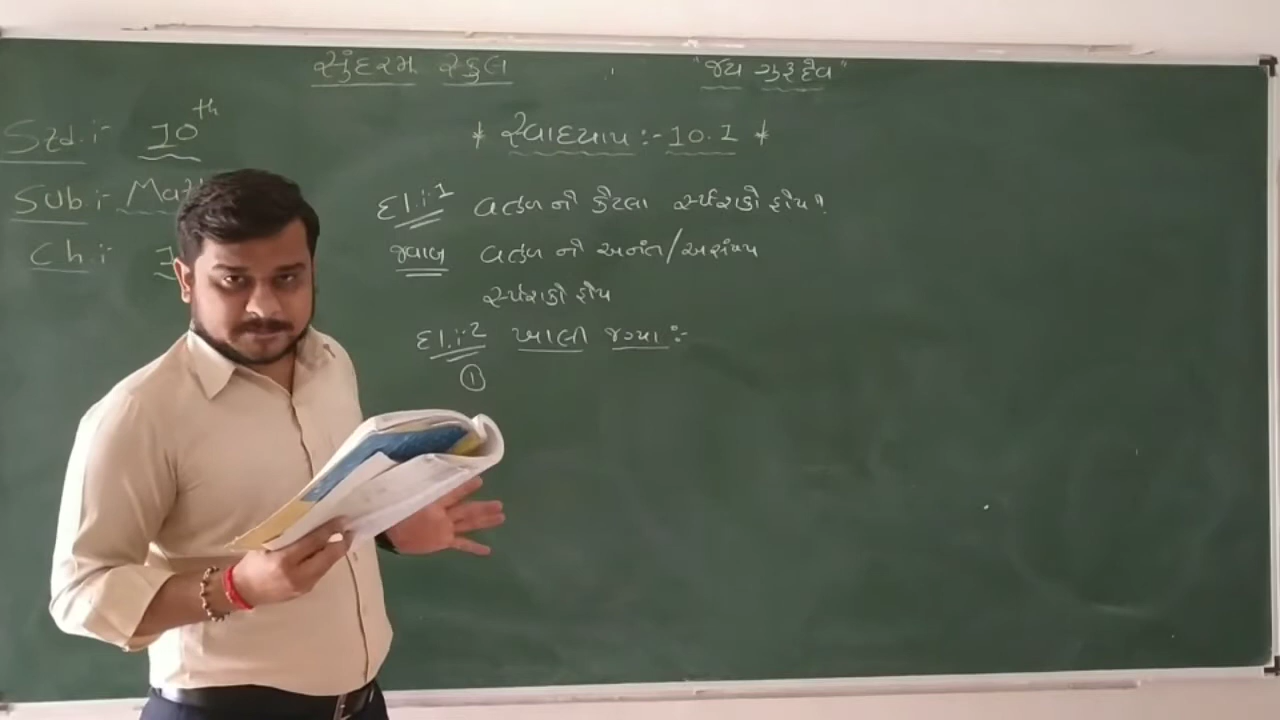 સુંદરમ સ્કુલ "જય ગુરૂદેવ"
Std.:- 10th
* સ્વાદયાય :- 10.1 *
Sub:-
દા.:-1 વર્તુળ ને કેટલા સ્પર્શકો હોય?
Ch.:-
જવાબ વર્તુળ ને અનંત/અસંખ્ય
સ્પર્શકો હોય
દા.:-2 ખાલી જગ્યા :-
①